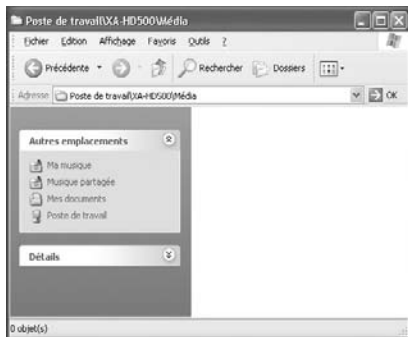 Poste de travail\XA-HD500\Média
Fichier Edition Affichage Favoris Outils ?
Précédente Rechercher Dossiers
Adresse Poste de travail\XA-HD500\Média OK
Autres emplacements
Ma musique
Musique partagée
Mes documents
Poste de travail
Détails
0 objet(s)